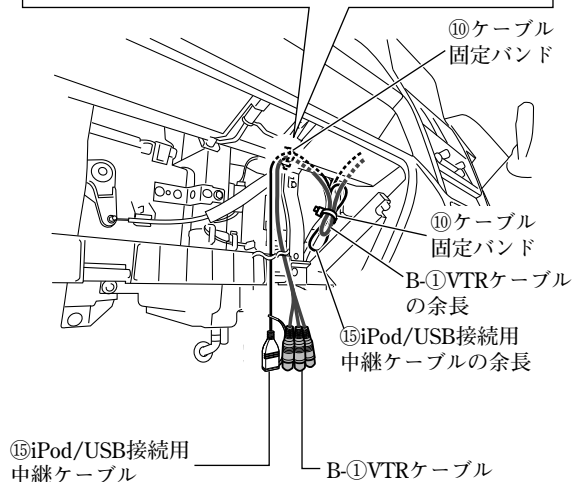 ⑩ケーブル
固定バンド
⑩ケーブル
固定バンド
B-①VTRケーブル
の余長
⑮iPod/USB接続用
中継ケーブルの余長
⑮iPod/USB接続用
中継ケーブル
B-①VTRケーブル